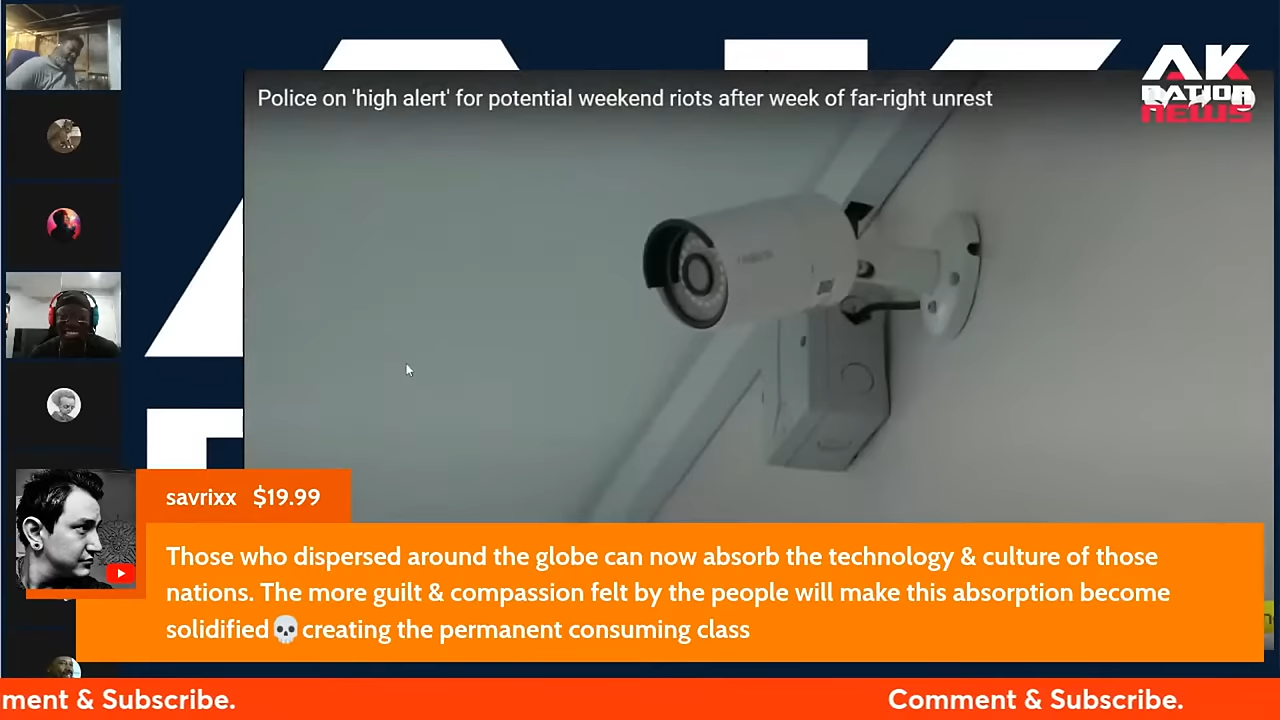 Police on 'high alert' for potential weekend riots after week of far-right unrest
AK
NATION
NEWS
savrixx $19.99
Those who dispersed around the globe can now absorb the technology & culture of those
nations. The more guilt & compassion felt by the people will make this absorption become
solidified💀creating the permanent consuming class
ment & Subscribe.
Comment & Subscribe.